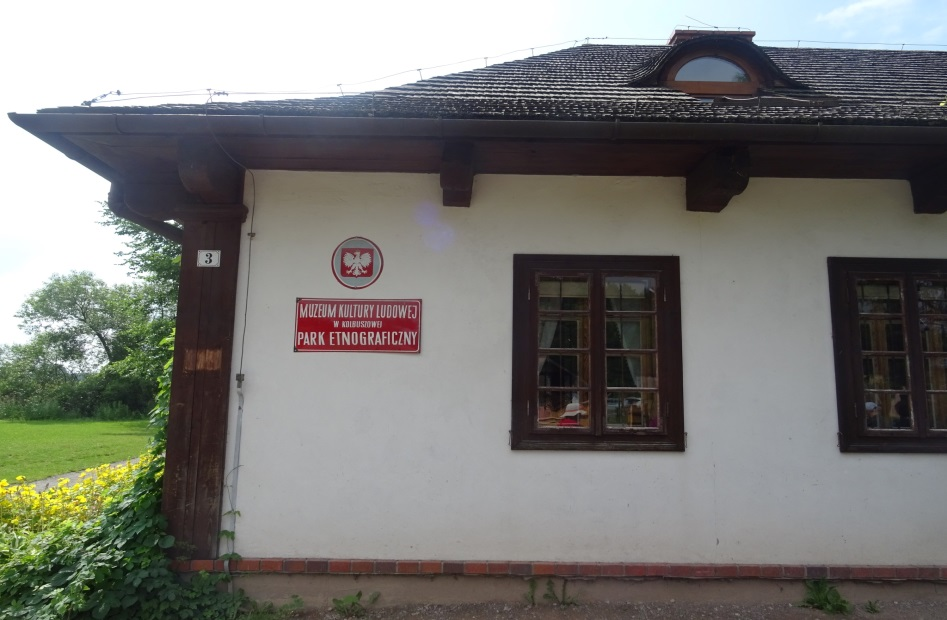 3
MUZEUM KULTURY LUDOWEJ
W KOLBUSZOWEJ
PARK ETNOGRAFICZNY